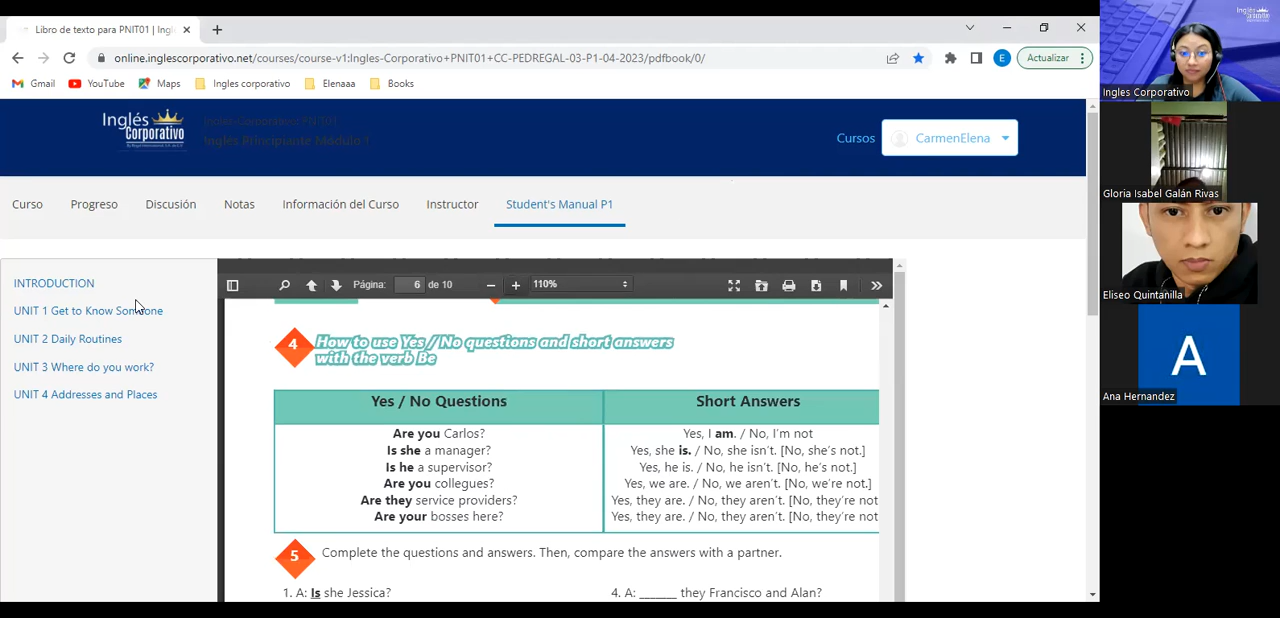 Libro de texto para PNIT01 | Ingl
online.inglescorporativo.net/courses/course-v1:Ingles-Corporativo+PNIT01+IC-PEDREGAL-03-P1-04-2023/pdfbook/0/
E
Actualizar
Gmail
YouTube
Maps
Ingles corporativo
Elenaaa
Books
Inglés
Corporativo
Ingles-Corporativo: PNIT01
Inglés Principiante Módulo 1
Cursos
CarmenElena
Curso
Progreso
Discusión
Notas
Información del Curso
Instructor
Student's Manual P1
INTRODUCTION
UNIT 1 Get to Know Someone
UNIT 2 Daily Routines
UNIT 3 Where do you work?
UNIT 4 Addresses and Places
Página: 6 de 10
110%
4 How to use Yes / No questions and short answers
with the verb Be
Yes / No Questions
Short Answers
Are you Carlos?
Yes, I am. / No, I'm not
Is she a manager?
Yes, she is. / No, she isn't. [No, she's not.]
Is he a supervisor?
Yes, he is. / No, he isn't. [No, he's not.]
Are you collegues?
Yes, we are. / No, we aren't. [No, we're not.]
Are they service providers?
Yes, they are. / No, they aren't. [No, they're not
Are your bosses here?
Yes, they are. / No, they aren't. [No, they're not
5 Complete the questions and answers. Then, compare the answers with a partner.
1. A: Is she Jessica?
4. A: _______ they Francisco and Alan?
Inglés
Ingles Corporativo
Gloria Isabel Galán Rivas
Eliseo Quintanilla
A
Ana Hernandez